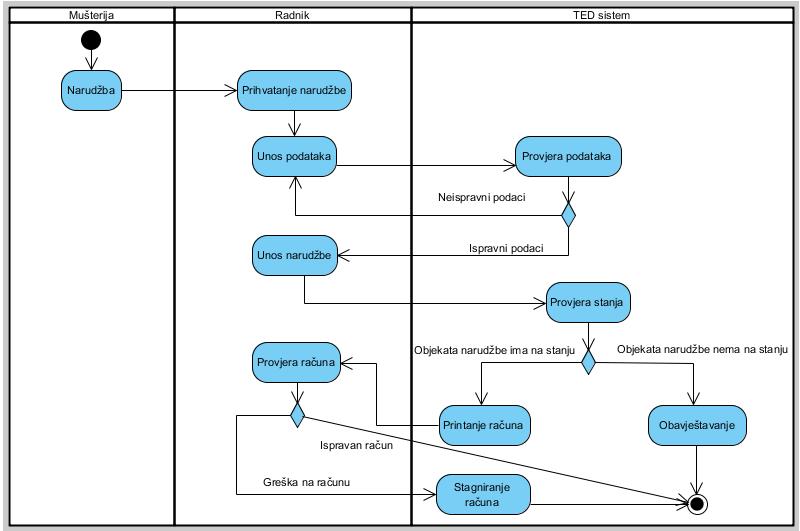 Mušterija
Radnik
TED sistem
Narudžba
Prihvatanje narudžbe
Unos podataka
Provjera podataka
Neispravni podaci
Ispravni podaci
Unos narudžbe
Provjera stanja
Objekata narudžbe ima na stanju
Objekata narudžbe nema na stanju
Provjera računa
Printanje računa
Obavještavanje
Ispravan račun
Greška na računu
Stagniranje
računa